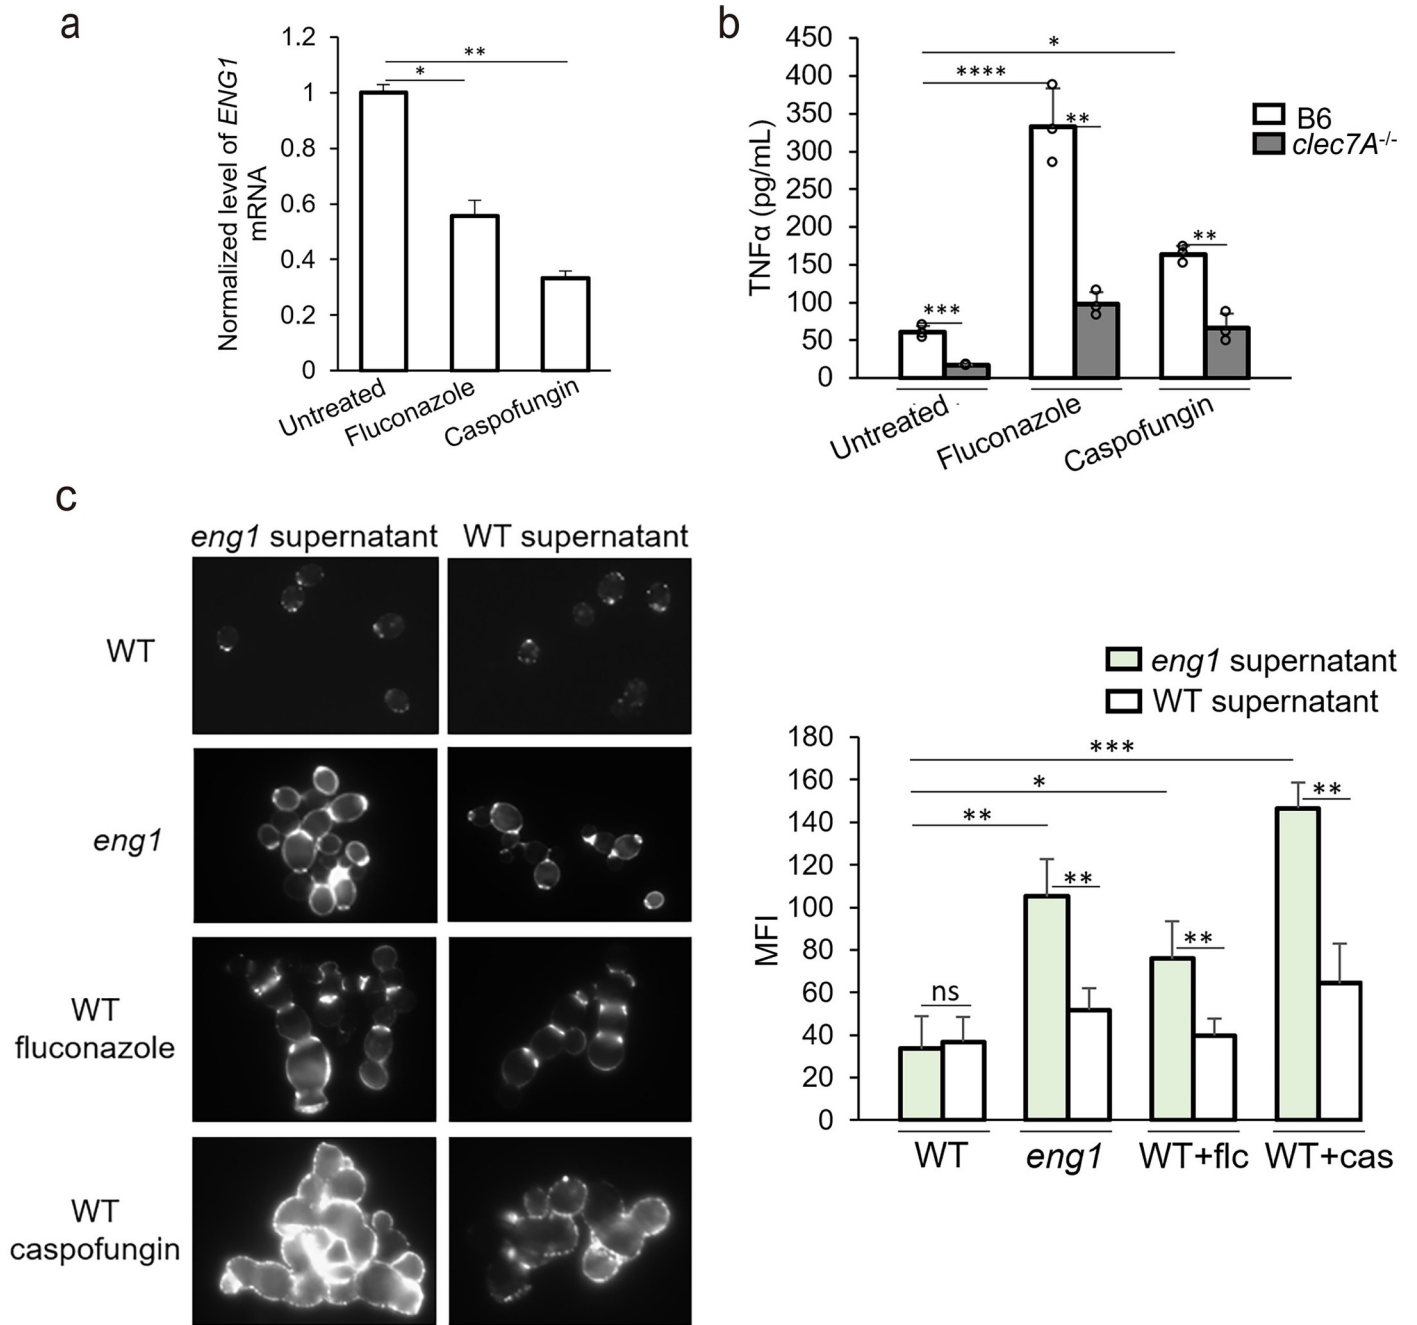 a
Normalized level of ENG1
mRNA
1.2
1
0.8
0.6
0.4
0.2
0
*
**
Untreated
Fluconazole
Caspofungin
b
TNFα (pg/mL)
450
400
350
300
250
200
150
100
50
0
*
****
**
**
***
B6
clec7A-/-
Untreated
Fluconazole
Caspofungin
c
eng1 supernatant
WT supernatant
WT
eng1
WT
fluconazole
WT
caspofungin
eng1 supernatant
WT supernatant
MFI
180
160
140
120
100
80
60
40
20
0
***
*
**
**
**
**
ns
WT
eng1
WT+flc
WT+cas